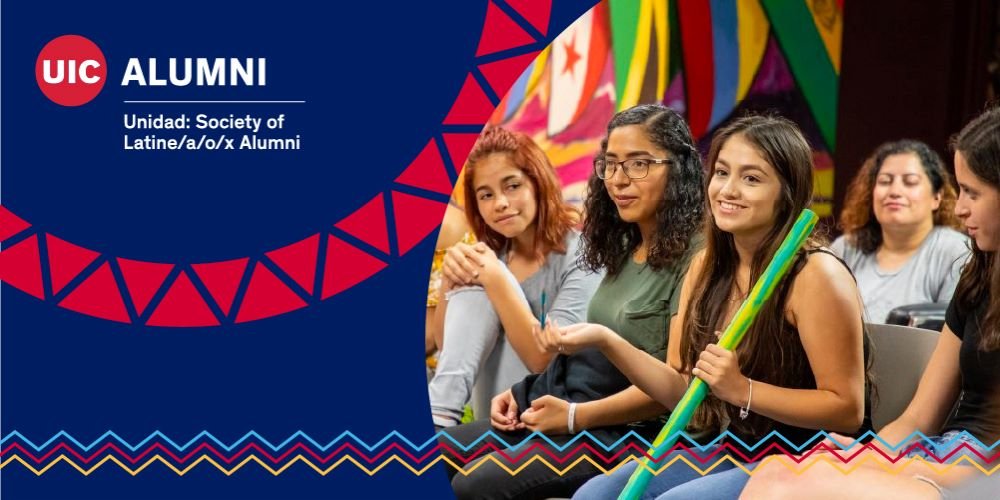 UIC ALUMNI
Unidad: Society of
Latine/a/o/x Alumni